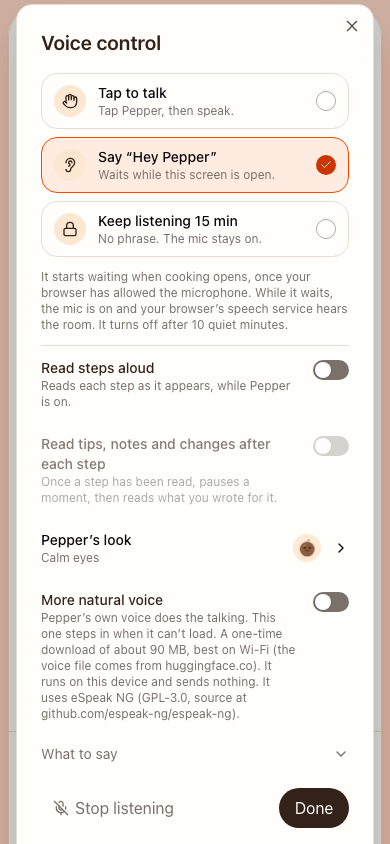 Voice control
Tap to talk
Tap Pepper, then speak.
Say “Hey Pepper”
Waits while this screen is open.
Keep listening 15 min
No phrase. The mic stays on.
It starts waiting when cooking opens, once your
browser has allowed the microphone. While it waits,
the mic is on and your browser’s speech service hears
the room. It turns off after 10 quiet minutes.
Read steps aloud
Reads each step as it appears, while Pepper
is on.
Read tips, notes and changes after
each step
Once a step has been read, pauses a
moment, then reads what you wrote for it.
Pepper’s look
Calm eyes
More natural voice
Pepper’s own voice does the talking. This
one steps in when it can’t load. A one-time
download of about 90 MB, best on Wi-Fi (the
voice file comes from huggingface.co). It
runs on this device and sends nothing. It
uses eSpeak NG (GPL-3.0, source at
github.com/espeak-ng/espeak-ng).
What to say
Stop listening
Done